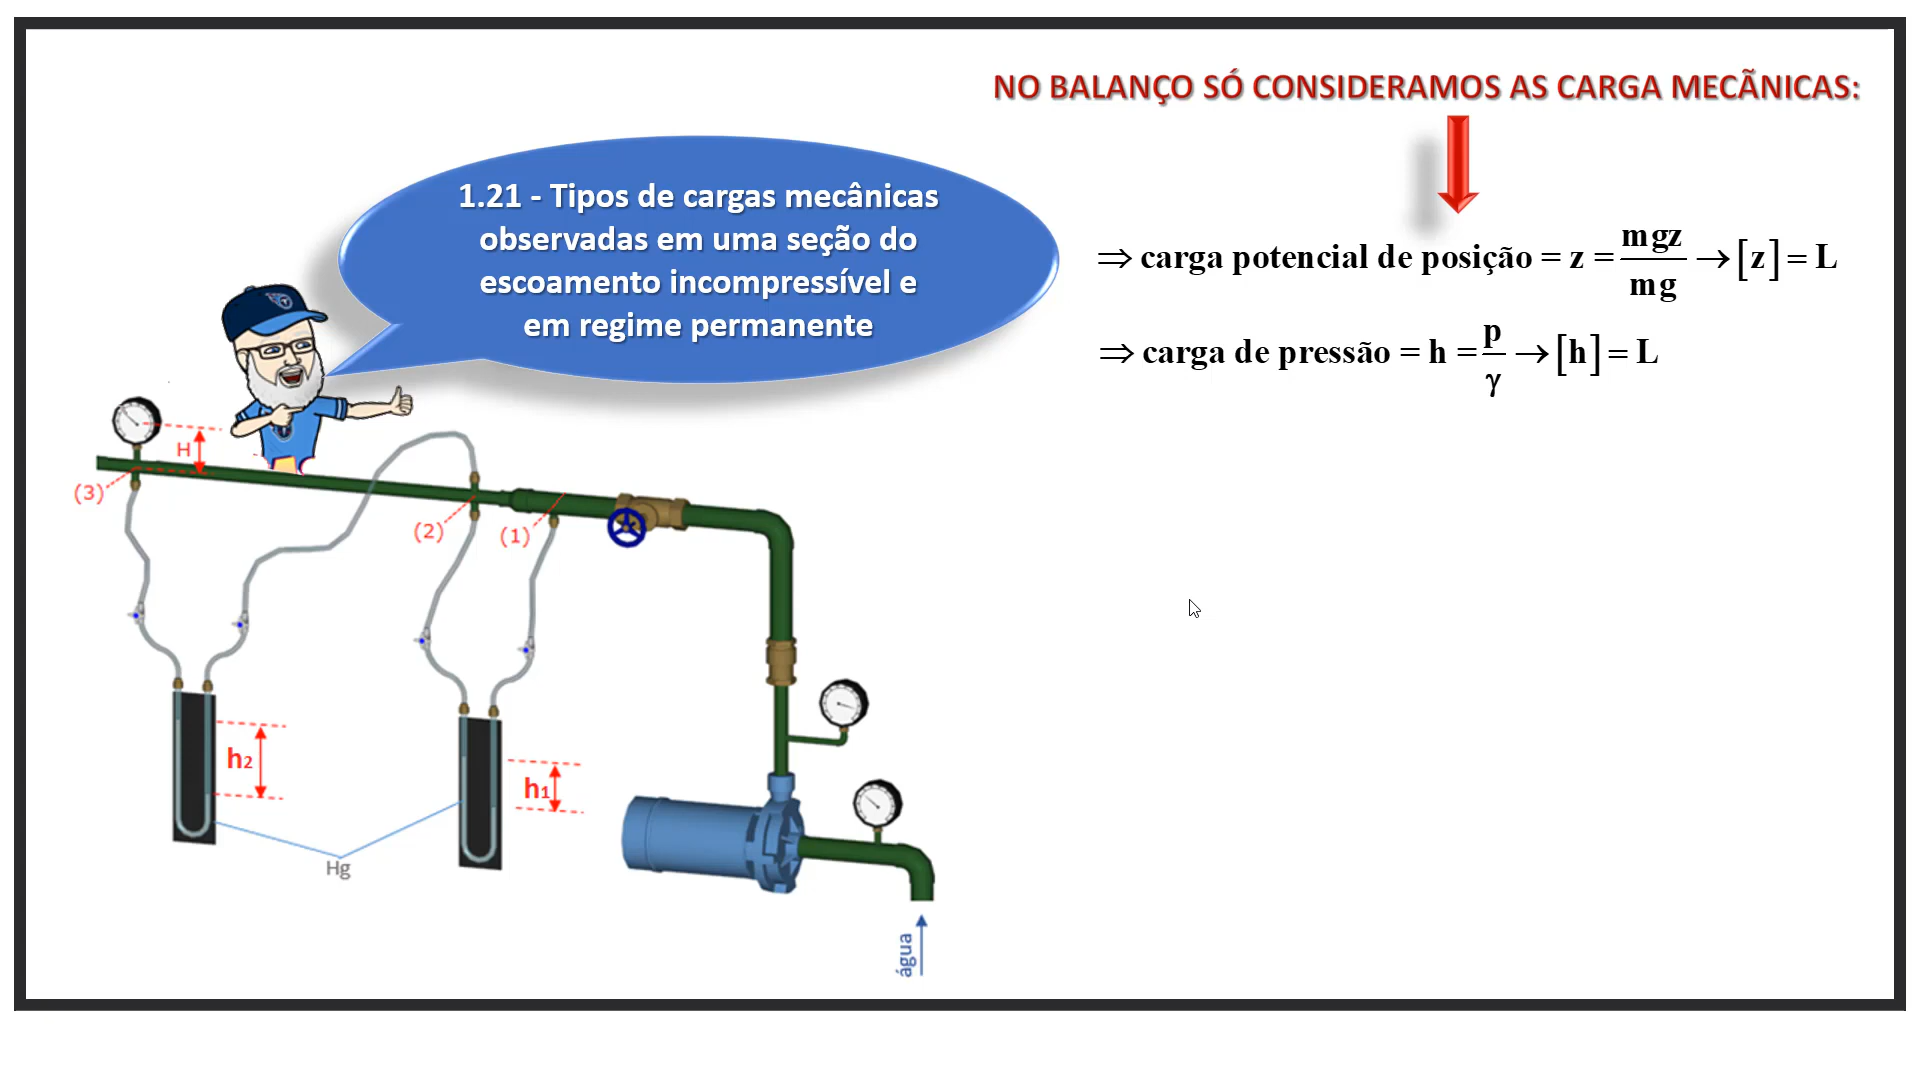 NO BALANÇO SÓ CONSIDERAMOS AS CARGA MECÃNICAS:
1.21 - Tipos de cargas mecânicas
observadas em uma seção do
escoamento incompressível e
em regime permanente
⇒ carga potencial de posição = z = mgz/mg → [z] = L
⇒ carga de pressão = h = p/γ → [h] = L
H
(3)
(2)
(1)
h2
h1
Hg
água